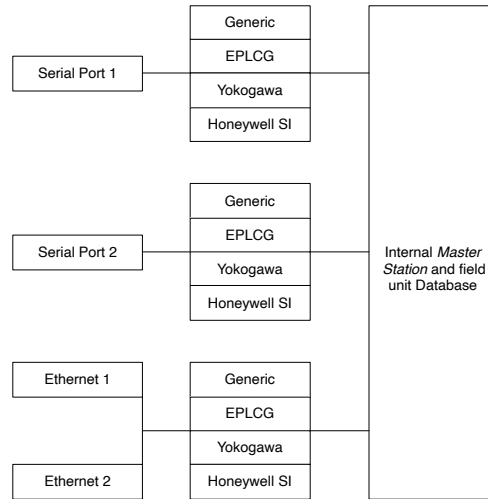 Generic
EPLCG
Serial Port 1
Yokogawa
Honeywell SI
Generic
EPLCG
Serial Port 2
Yokogawa
Honeywell SI
Internal Master
Station and field
unit Database
Ethernet 1
Generic
EPLCG
Yokogawa
Ethernet 2
Honeywell SI